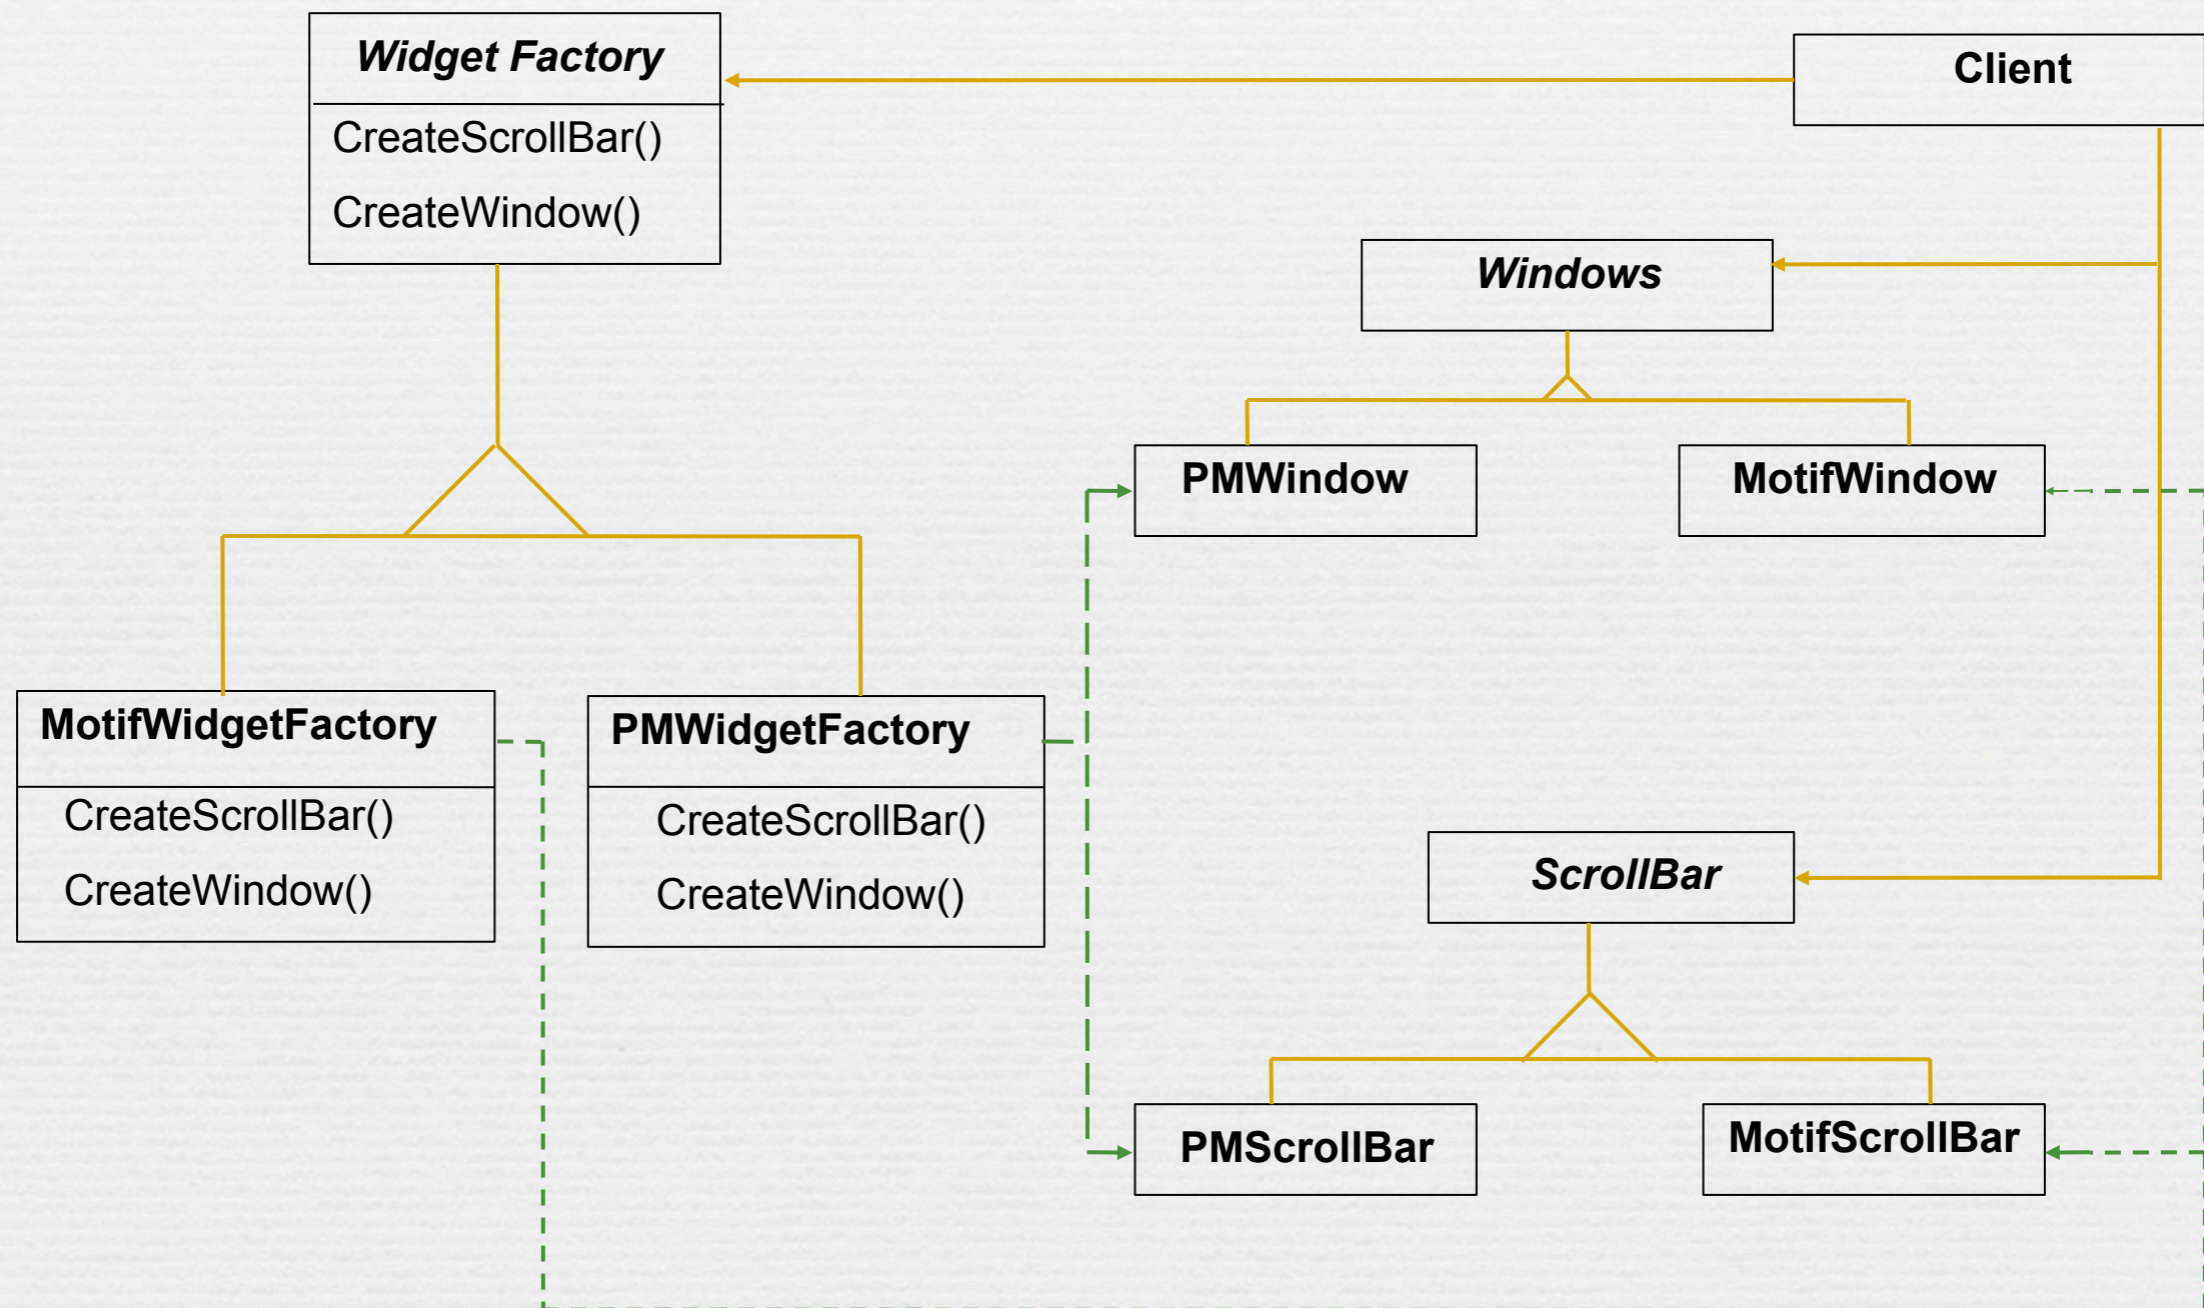 Widget Factory
CreateScrollBar()
CreateWindow()
Client
Windows
PMWindow
MotifWindow
MotifWidgetFactory
CreateScrollBar()
CreateWindow()
PMWidgetFactory
CreateScrollBar()
CreateWindow()
ScrollBar
PMScrollBar
MotifScrollBar